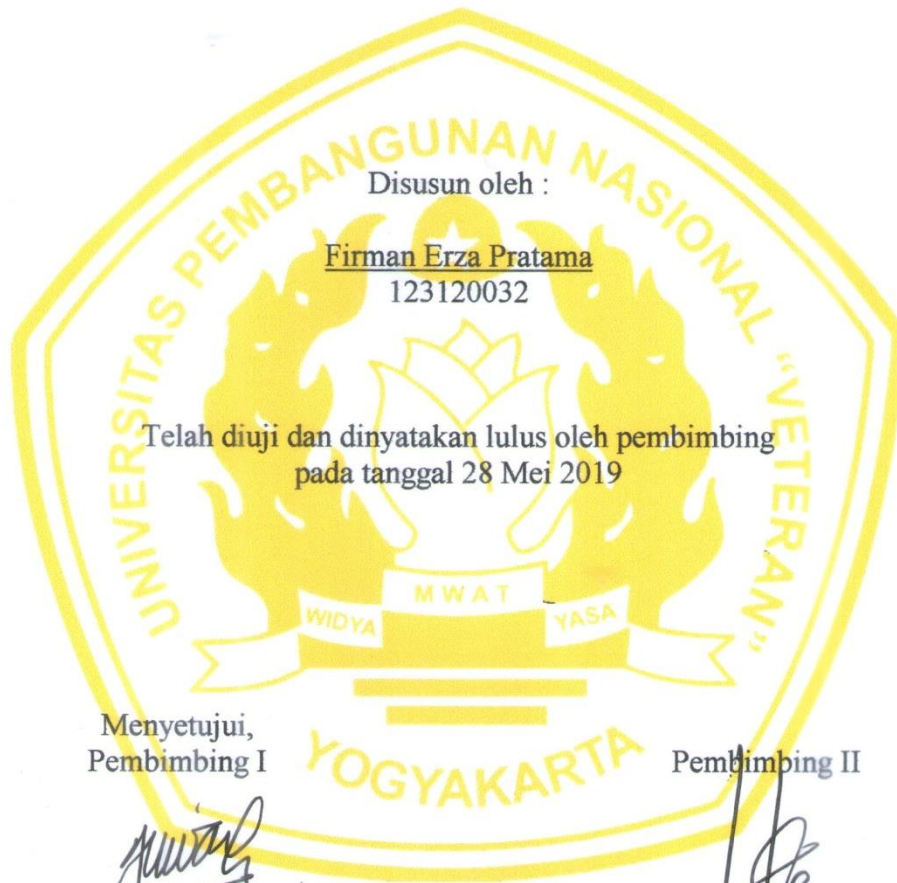 UNIVERSITAS PEMBANGUNAN NASIONAL "VETERAN"
Disusun oleh :
Firman Erza Pratama
123120032
Telah diuji dan dinyatakan lulus oleh pembimbing
pada tanggal 28 Mei 2019
WIDYA MWAT YASA
YOGYAKARTA
Menyetujui,
Pembimbing I
Pembimbing II